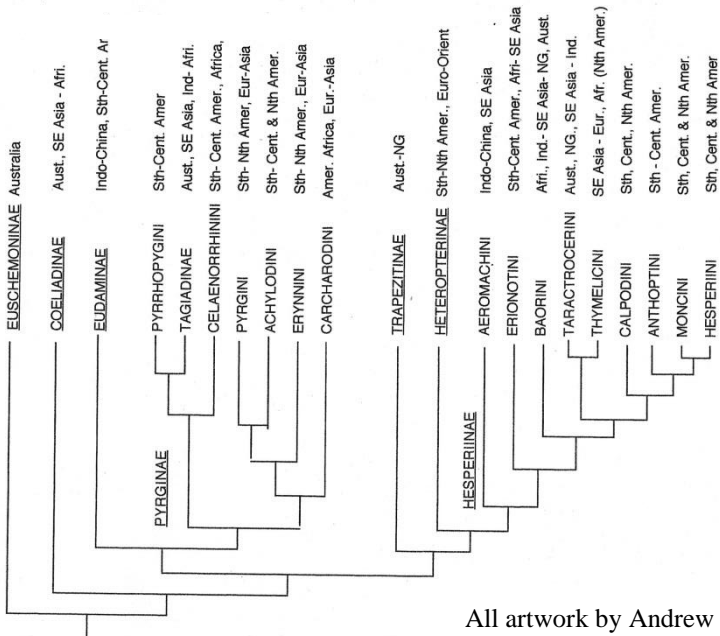 EUSCHEMONINAE Australia
COELIADINAE Aust., SE Asia - Afri.
EUDAMINAE Indo-China, Sth-Cent. Ar
PYRGINAE
PYRRHOPYGINI Sth-Cent. Amer
TAGIADINAE Aust., SE Asia, Ind- Afri.
CELAENORRHININI Sth- Cent. Amer., Africa,
PYRGINI Sth- Nth Amer, Eur-Asia
ACHYLODINI Sth- Cent. & Nth Amer.
ERYNNINI Sth- Nth Amer., Eur-Asia
CARCHARODINI Amer. Africa, Eur.-Asia
TRAPEZITINAE Aust.-NG
HETEROPTERINAE Sth-Nth Amer., Euro-Orient
HESPERIINAE
AEROMACHINI Indo-China, SE Asia
ERIONOTINI Sth-Cent. Amer., Afri- SE Asia
BAORINI Afri., Ind.- SE Asia- NG, Aust.
TARACTROCERINI Aust., NG., SE Asia - Ind.
THYMELICINI SE Asia - Eur., Afr. (Nth Amer.)
CALPODINI Sth, Cent., Nth Amer.
ANTHOPTINI Sth - Cent. Amer.
MONCINI Sth, Cent. & Nth Amer.
HESPERIINI Sth, Cent. & Nth Amer
All artwork by Andrew